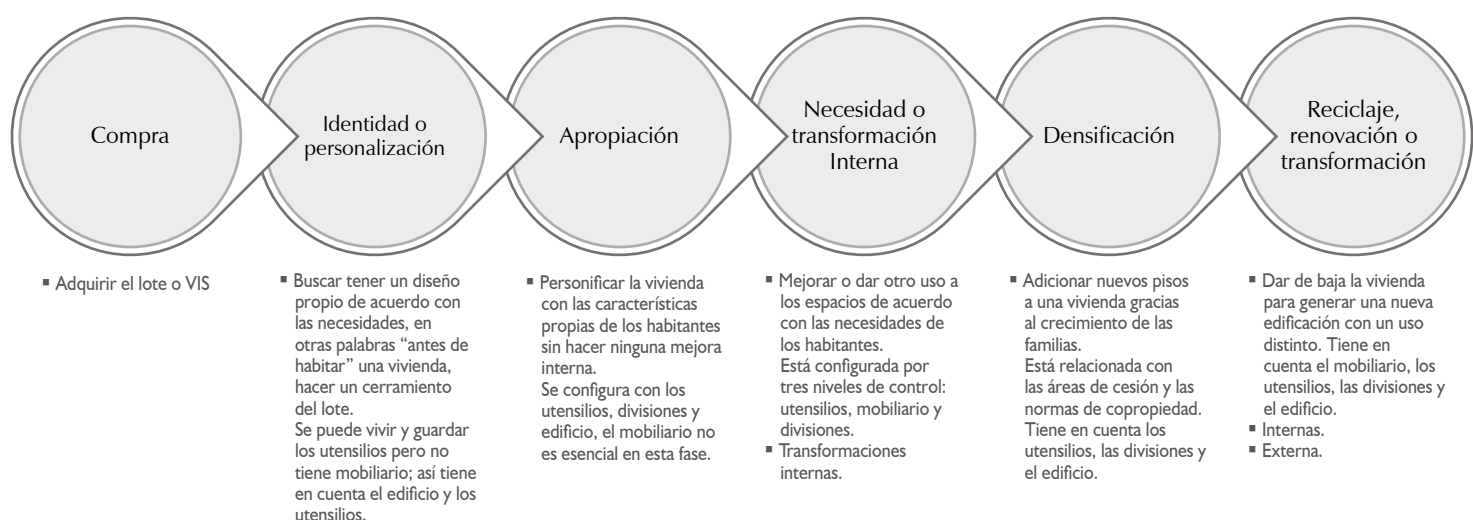 Compra
Identidad o
personalización
Apropiación
Necesidad o
transformación
Interna
Densificación
Reciclaje,
renovación o
transformación
▪ Adquirir el lote o VIS
▪ Buscar tener un diseño
propio de acuerdo con
las necesidades, en
otras palabras “antes de
habitar” una vivienda,
hacer un cerramiento
del lote.
Se puede vivir y guardar
los utensilios pero no
tiene mobiliario; así tiene
en cuenta el edificio y los
utensilios.
▪ Personificar la vivienda
con las características
propias de los habitantes
sin hacer ninguna mejora
interna.
Se configura con los
utensilios, divisiones y
edificio, el mobiliario no
es esencial en esta fase.
▪ Mejorar o dar otro uso a
los espacios de acuerdo
con las necesidades de
los habitantes.
Está configurada por
tres niveles de control:
utensilios, mobiliario y
divisiones.
▪ Transformaciones
internas.
▪ Adicionar nuevos pisos
a una vivienda gracias
al crecimiento de las
familias.
Está relacionada con
las áreas de cesión y las
normas de copropiedad.
Tiene en cuenta los
utensilios, las divisiones y
el edificio.
▪ Dar de baja la vivienda
para generar una nueva
edificación con un uso
distinto. Tiene en
cuenta el mobiliario, los
utensilios, las divisiones y
el edificio.
▪ Internas.
▪ Externa.